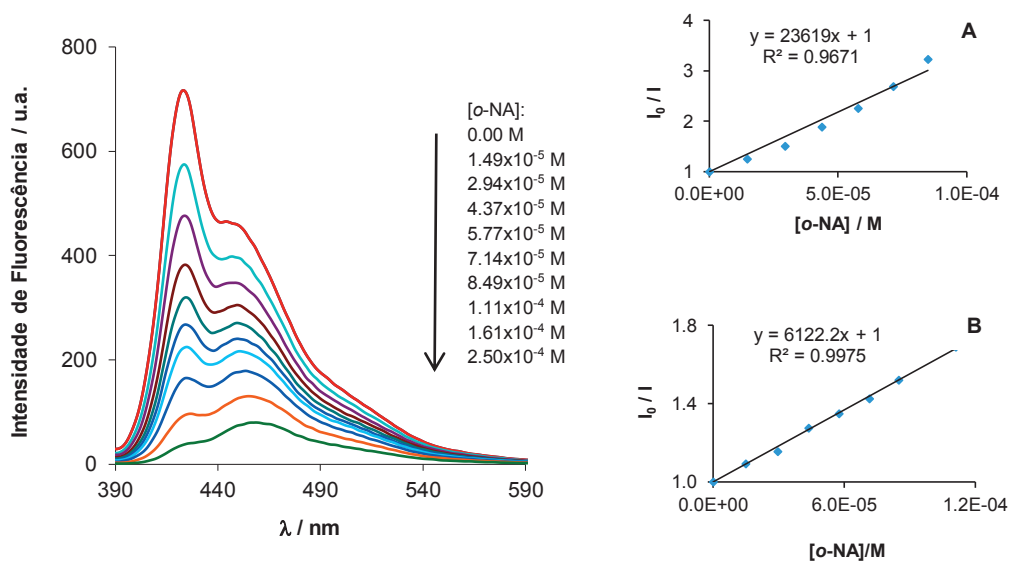 Intensidade de Fluorescência / u.a.
800
600
400
200
0
390
440
490
540
590
λ / nm
[o-NA]:
0.00 M
1.49x10⁻⁵ M
2.94x10⁻⁵ M
4.37x10⁻⁵ M
5.77x10⁻⁵ M
7.14x10⁻⁵ M
8.49x10⁻⁵ M
1.11x10⁻⁴ M
1.61x10⁻⁴ M
2.50x10⁻⁴ M
A
y = 23619x + 1
R² = 0.9671
I₀ / I
4
3
2
1
0.0E+00
5.0E-05
1.0E-04
[o-NA] / M
B
y = 6122.2x + 1
R² = 0.9975
I₀ / I
1.8
1.4
1.0
0.0E+00
6.0E-05
1.2E-04
[o-NA]/M